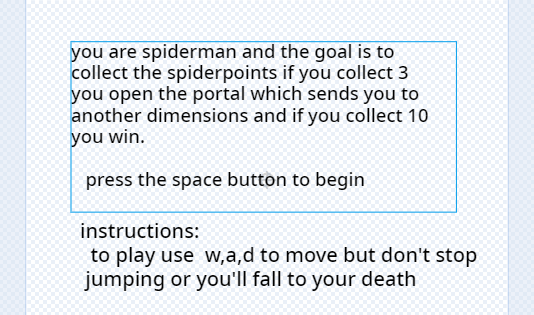 you are spiderman and the goal is to
collect the spiderpoints if you collect 3
you open the portal which sends you to
another dimensions and if you collect 10
you win.
press the space button to begin
instructions:
to play use w,a,d to move but don't stop
jumping or you'll fall to your death